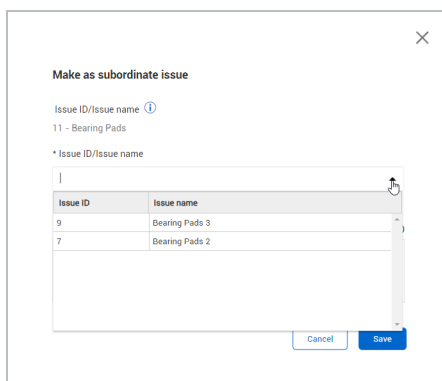 Make as subordinate issue
Issue ID/Issue name
11 - Bearing Pads
* Issue ID/Issue name
Issue ID Issue name
9 Bearing Pads 3
7 Bearing Pads 2
Cancel Save